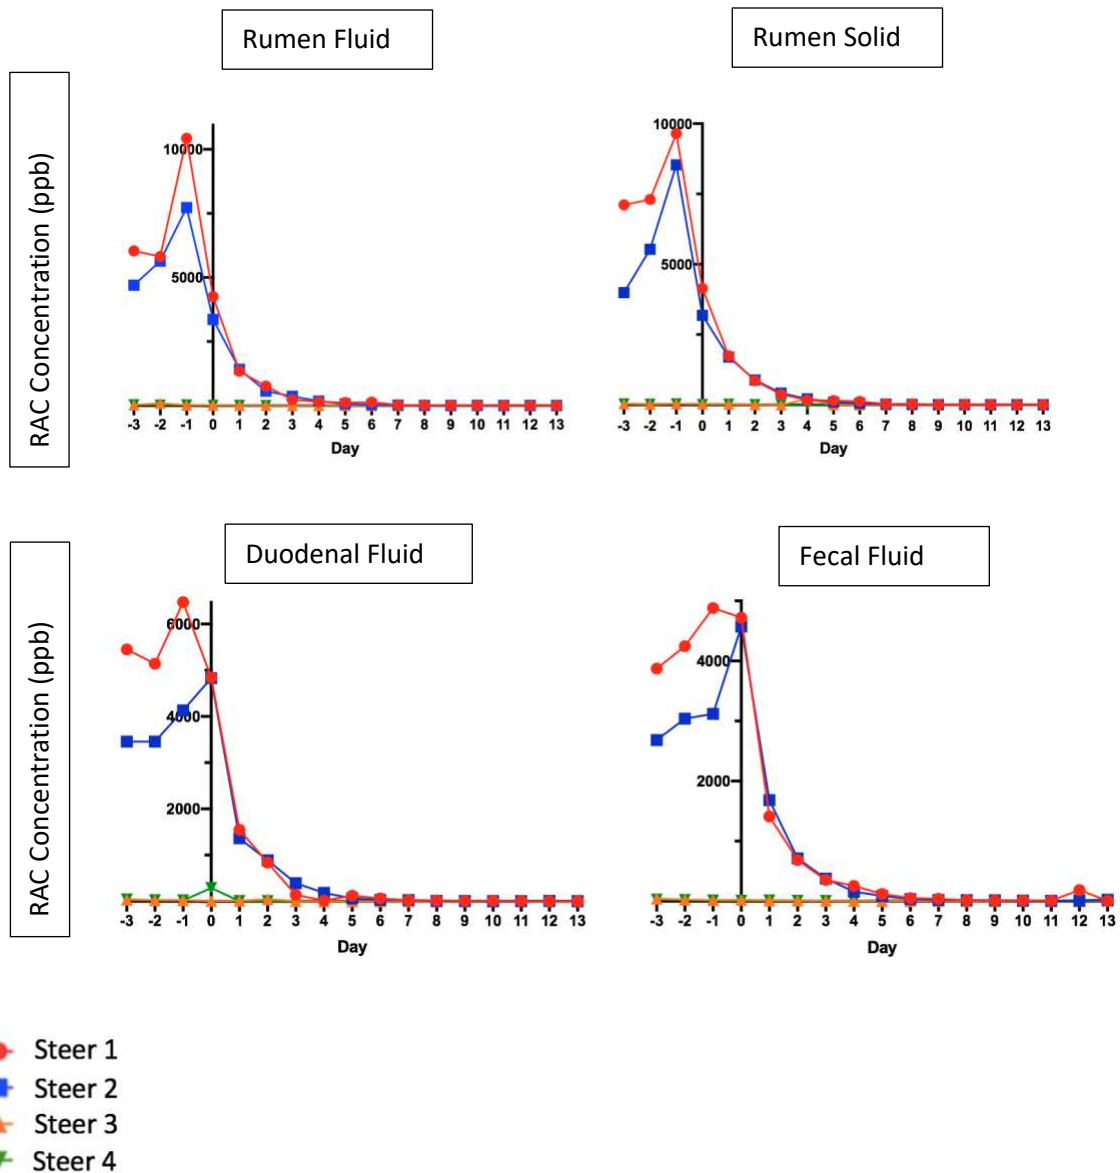 Rumen Fluid
Rumen Solid
RAC Concentration (ppb)
10000
5000
-3 -2 -1 0 1 2 3 4 5 6 7 8 9 10 11 12 13
Day
10000
5000
-3 -2 -1 0 1 2 3 4 5 6 7 8 9 10 11 12 13
Day
Duodenal Fluid
Fecal Fluid
RAC Concentration (ppb)
6000
4000
2000
-3 -2 -1 0 1 2 3 4 5 6 7 8 9 10 11 12 13
Day
4000
2000
-3 -2 -1 0 1 2 3 4 5 6 7 8 9 10 11 12 13
Day
Steer 1
Steer 2
Steer 3
Steer 4